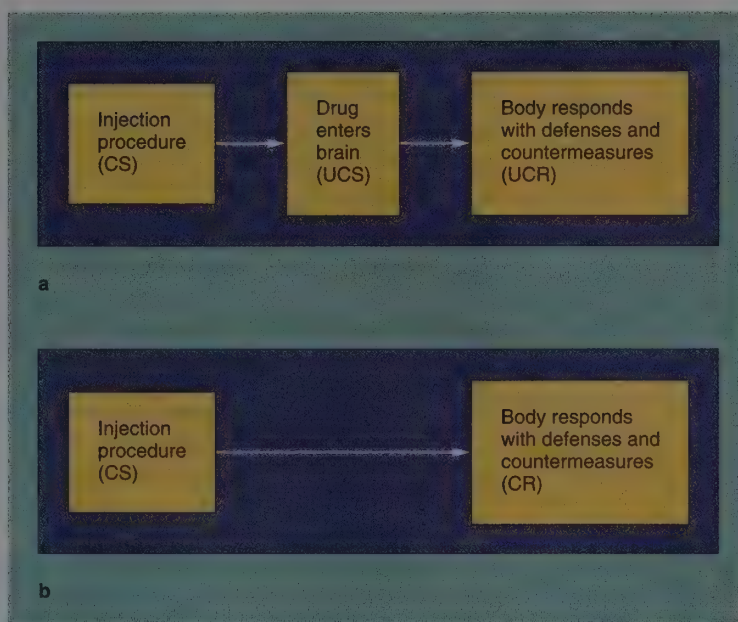 Injection
procedure
(CS)
Drug
enters
brain
(UCS)
Body responds
with defenses and
countermeasures
(UCR)
a
Injection
procedure
(CS)
Body responds
with defenses and
countermeasures
(CR)
b